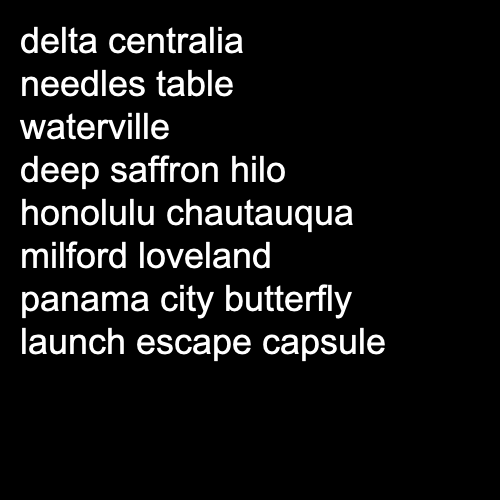 delta centralia
needles table
waterville
deep saffron hilo
honolulu chautauqua
milford loveland
panama city butterfly
launch escape capsule